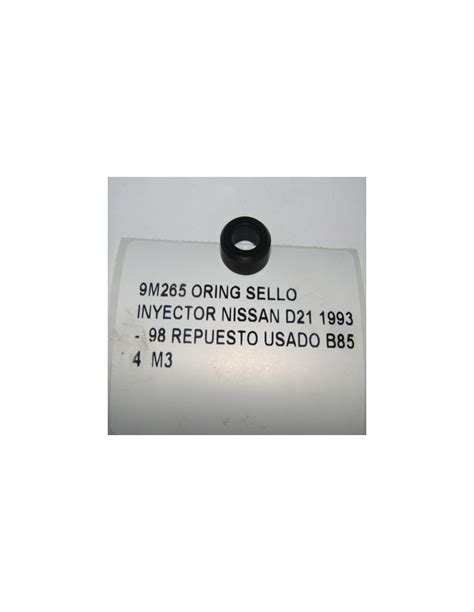 9M265 ORING SELLO
INYECTOR NISSAN D21 1993
- 98 REPUESTO USADO B85
4 M3